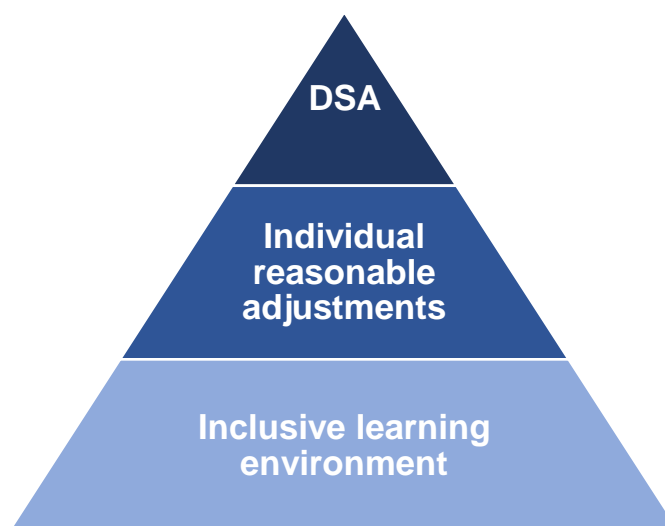 DSA
Individual
reasonable
adjustments
Inclusive learning
environment